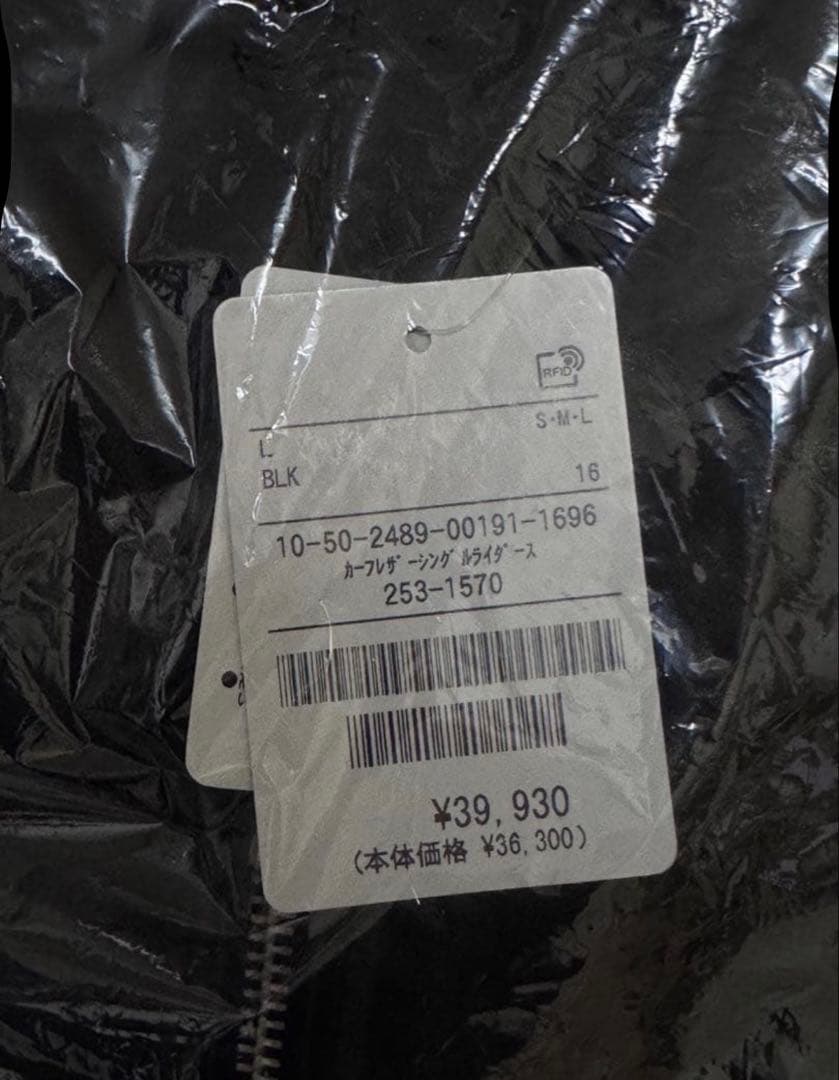 RFID
S・M・L
L
BLK
16
10-50-2489-00191-1696
ｶｰﾌﾚｻﾞｰｼﾝｸﾞﾙﾗｲﾀﾞｰｽ
253-1570
¥39,930
(本体価格 ¥36,300)